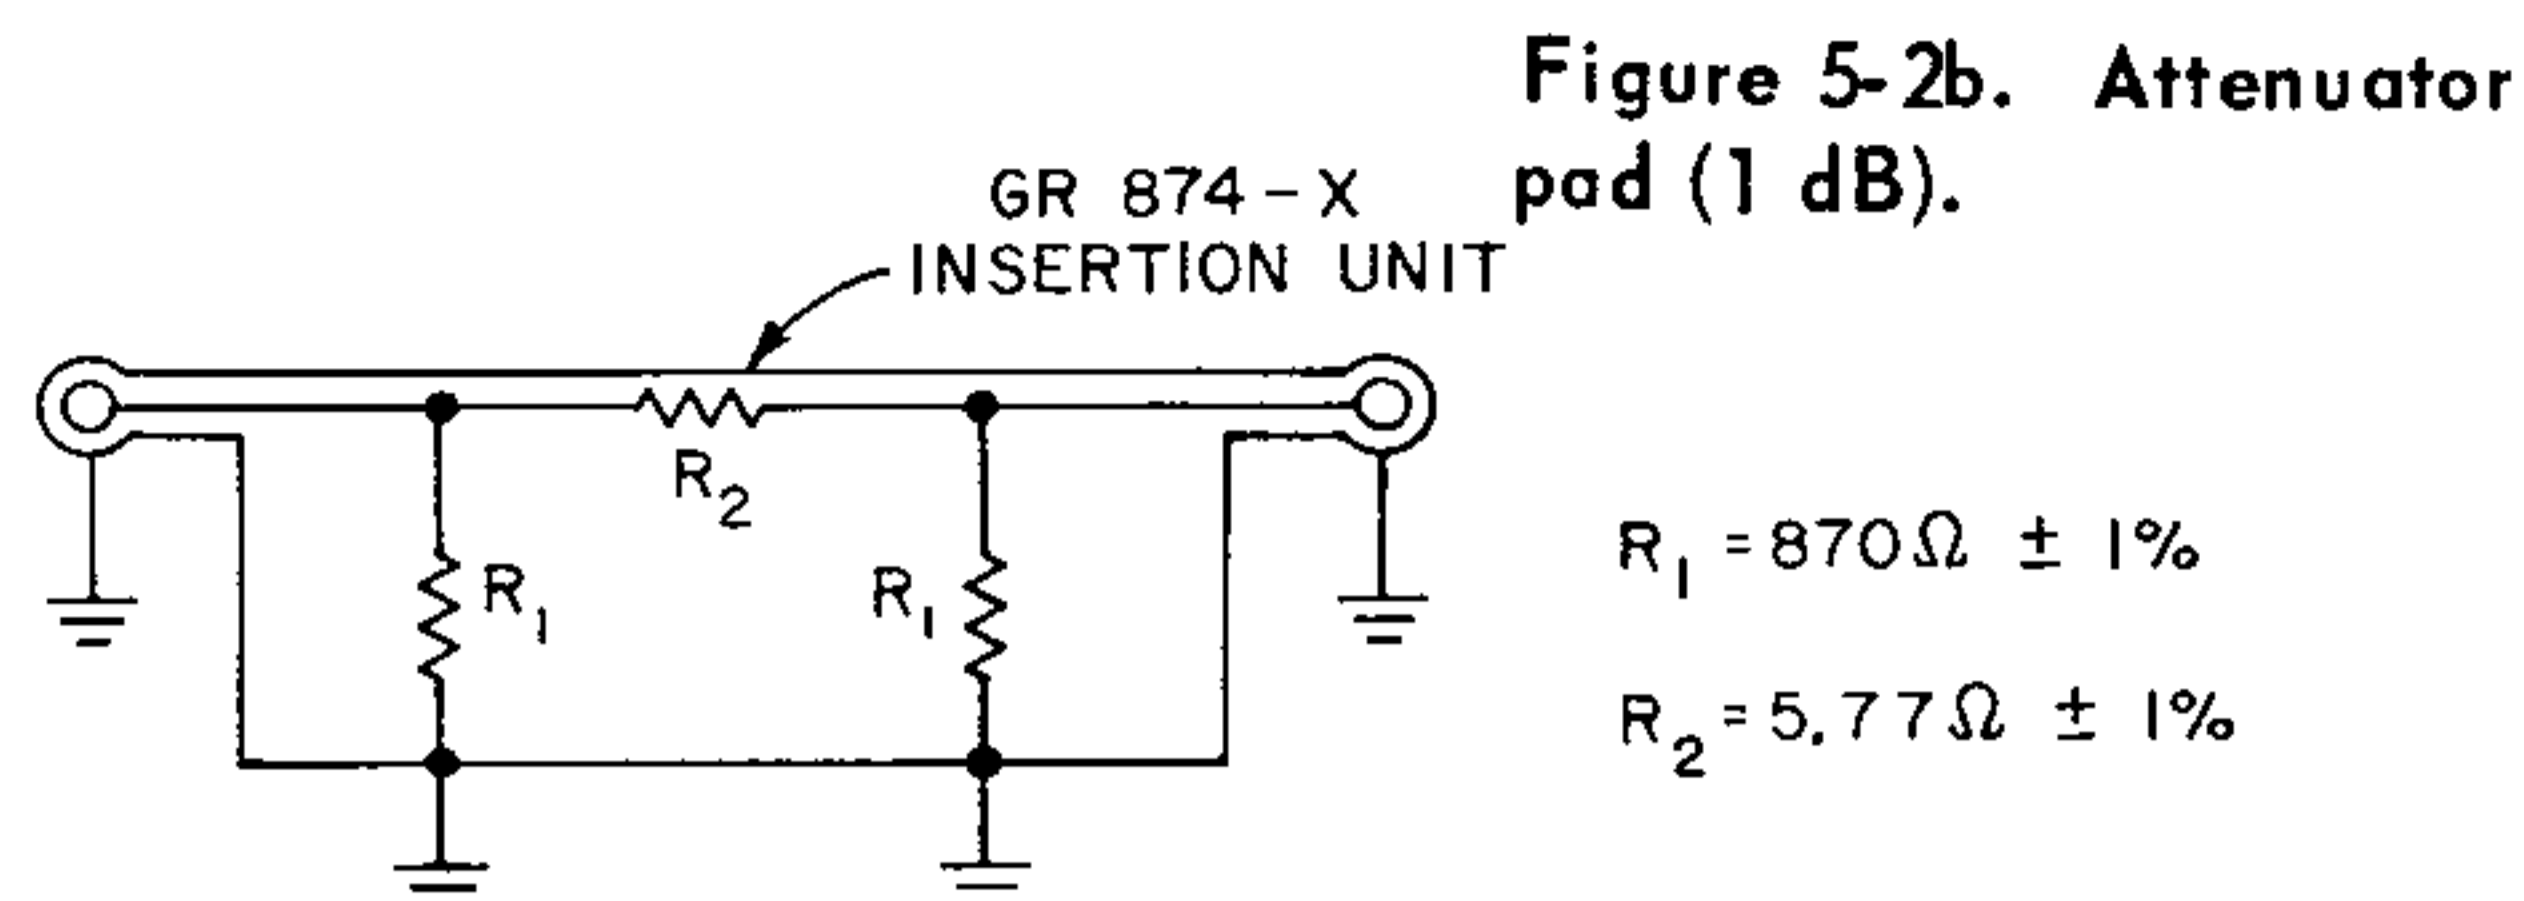 Figure 5-2b. Attenuator
pad (1 dB).
GR 874-X
INSERTION UNIT
R2
R1
R1
R1 = 870Ω ± 1%
R2 = 5.77Ω ± 1%